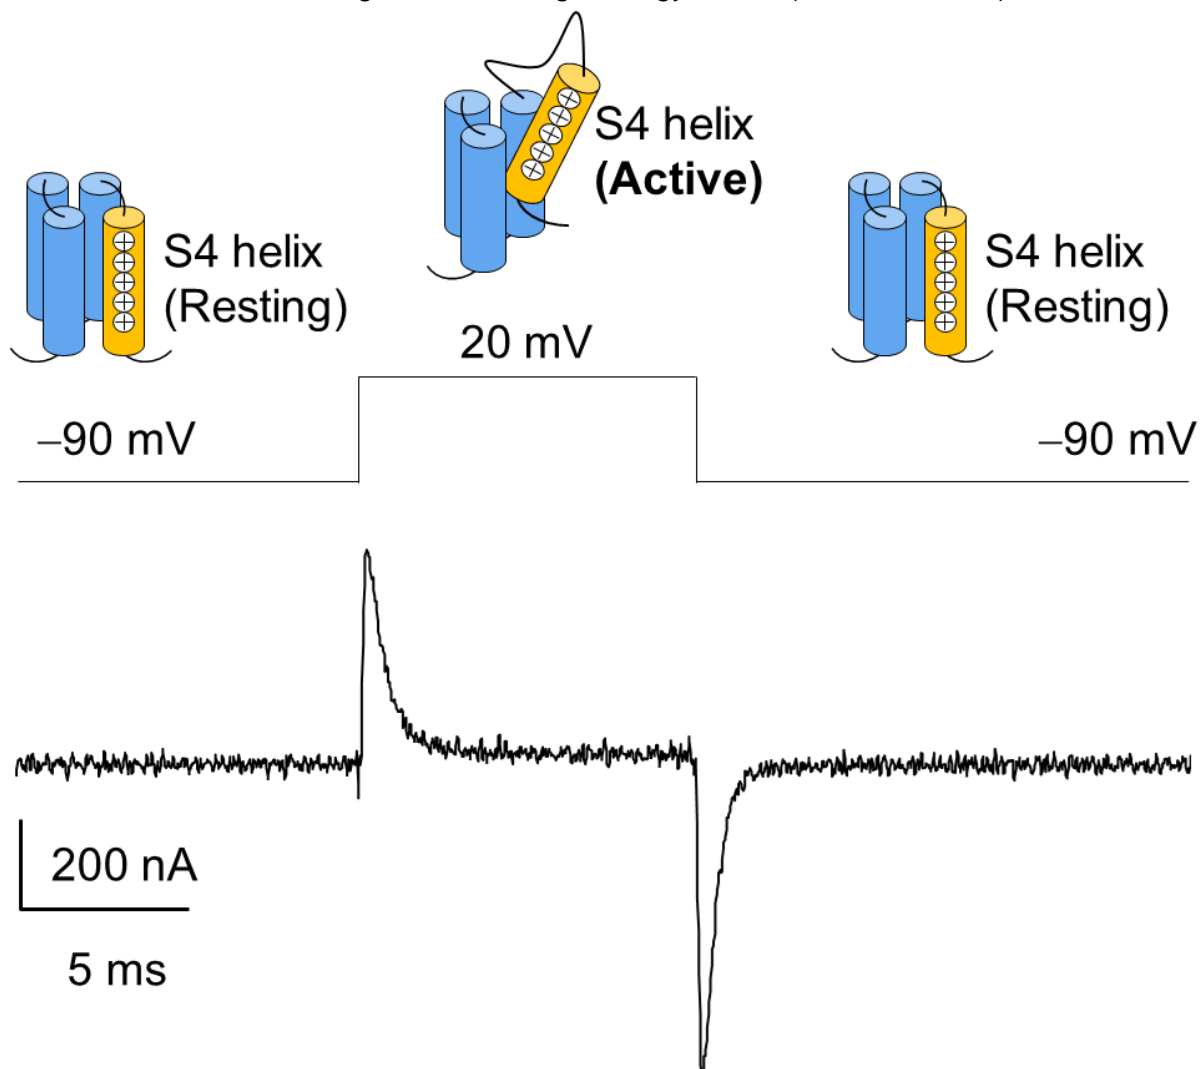 S4 helix
(Active)
S4 helix
(Resting)
S4 helix
(Resting)
20 mV
–90 mV
–90 mV
200 nA
5 ms